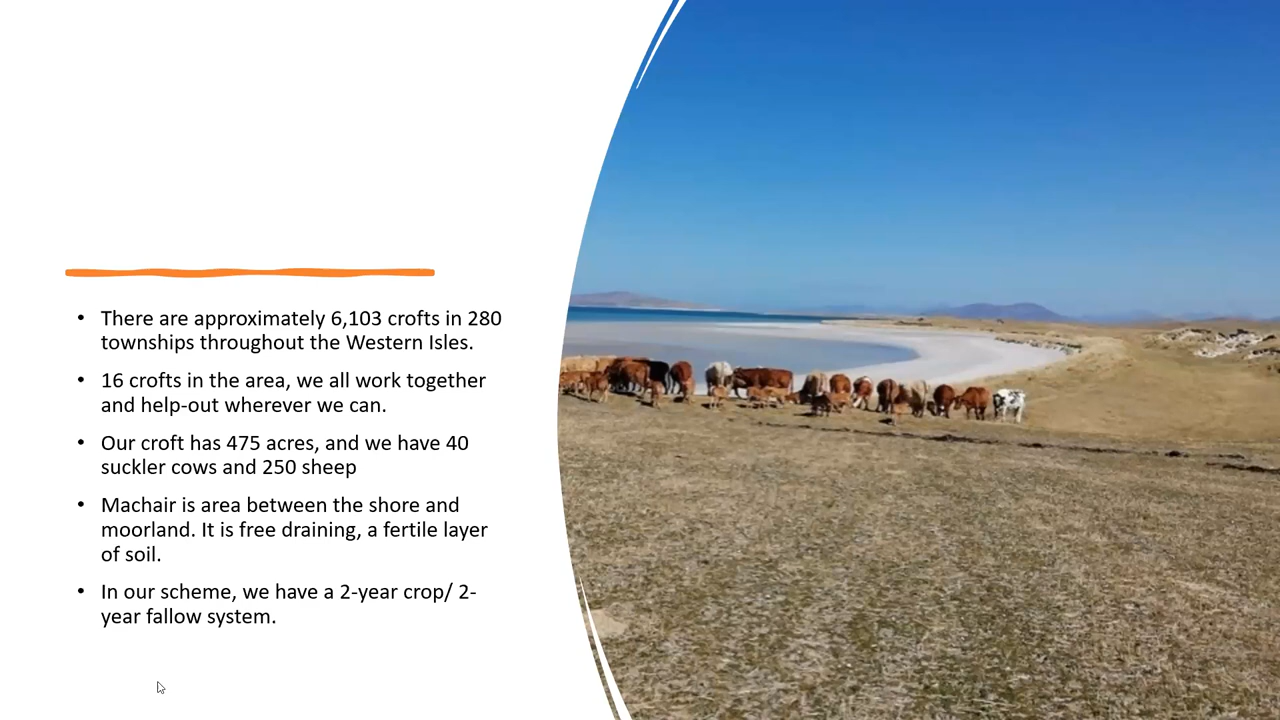 • There are approximately 6,103 crofts in 280
townships throughout the Western Isles.
• 16 crofts in the area, we all work together
and help-out wherever we can.
• Our croft has 475 acres, and we have 40
suckler cows and 250 sheep
• Machair is area between the shore and
moorland. It is free draining, a fertile layer
of soil.
• In our scheme, we have a 2-year crop/ 2-
year fallow system.